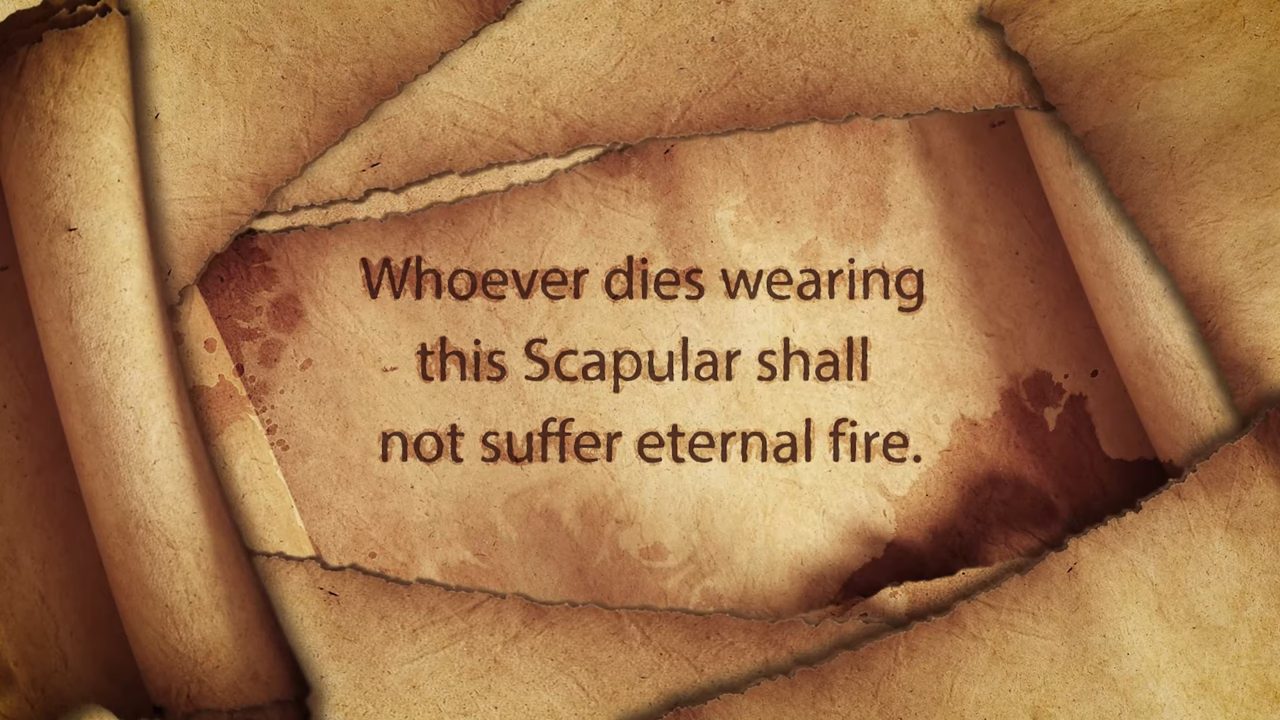 Whoever dies wearing
this Scapular shall
not suffer eternal fire.